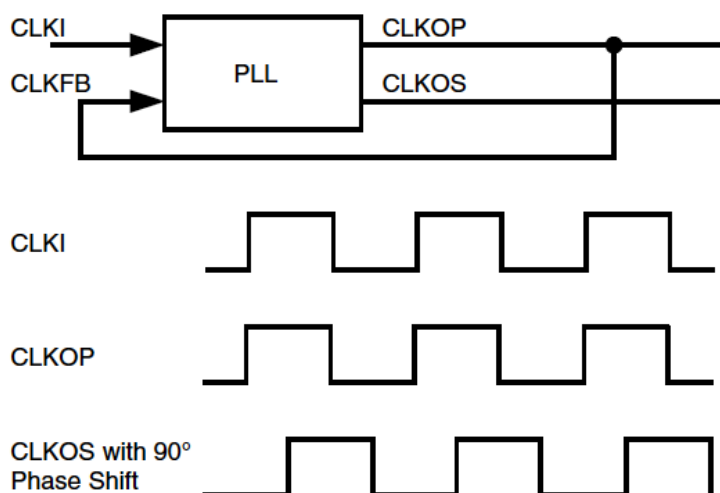 CLKI
CLKOP
CLKFB
PLL
CLKOS
CLKI
CLKOP
CLKOS with 90°
Phase Shift